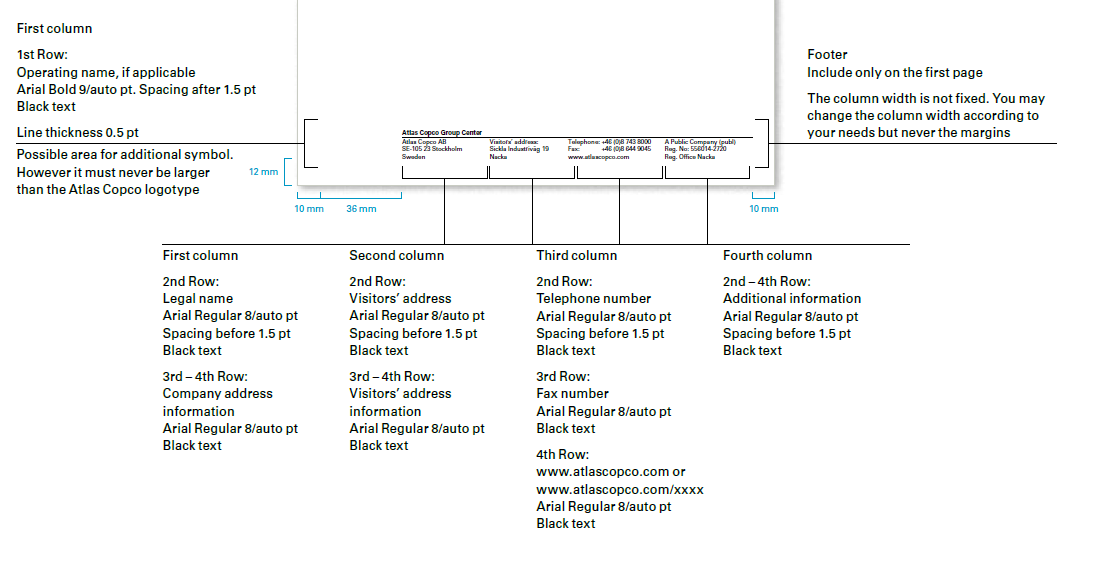 First column
1st Row:
Operating name, if applicable
Arial Bold 9/auto pt. Spacing after 1.5 pt
Black text
Line thickness 0.5 pt
Possible area for additional symbol.
However it must never be larger
than the Atlas Copco logotype
12 mm
10 mm
36 mm
10 mm
Footer
Include only on the first page
The column width is not fixed. You may
change the column width according to
your needs but never the margins
Atlas Copco Group Center
Atlas Copco AB
SE-105 23 Stockholm
Sweden
Visitors' address:
Sickla Industriväg 19
Nacka
Telephone: +46 (0)8 743 8000
Fax: +46 (0)8 644 9045
www.atlascopco.com
A Public Company (publ)
Reg. No: 556014-2720
Reg. Office Nacka
First column
2nd Row:
Legal name
Arial Regular 8/auto pt
Spacing before 1.5 pt
Black text
3rd – 4th Row:
Company address
information
Arial Regular 8/auto pt
Black text
Second column
2nd Row:
Visitors' address
Arial Regular 8/auto pt
Spacing before 1.5 pt
Black text
3rd – 4th Row:
Visitors' address
information
Arial Regular 8/auto pt
Black text
Third column
2nd Row:
Telephone number
Arial Regular 8/auto pt
Spacing before 1.5 pt
Black text
3rd Row:
Fax number
Arial Regular 8/auto pt
Black text
4th Row:
www.atlascopco.com or
www.atlascopco.com/xxxx
Arial Regular 8/auto pt
Black text
Fourth column
2nd – 4th Row:
Additional information
Arial Regular 8/auto pt
Spacing before 1.5 pt
Black text